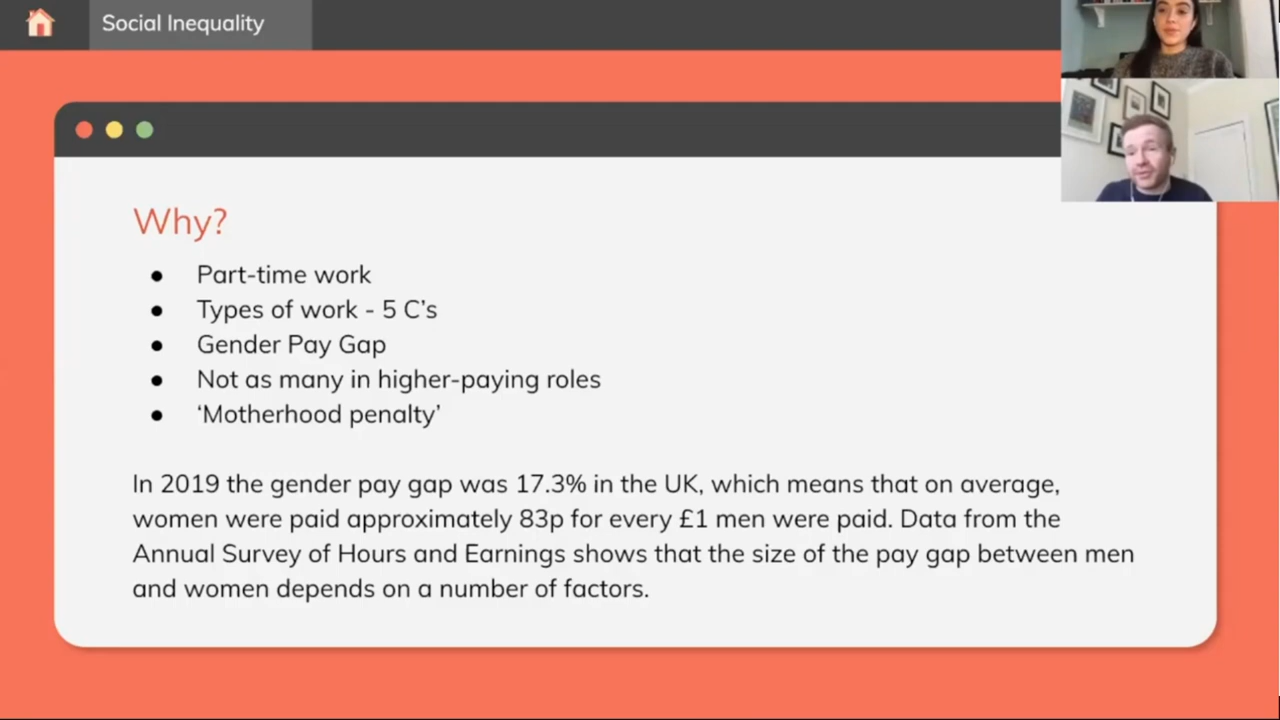 Social Inequality
Why?
● Part-time work
● Types of work - 5 C’s
● Gender Pay Gap
● Not as many in higher-paying roles
● ‘Motherhood penalty’
In 2019 the gender pay gap was 17.3% in the UK, which means that on average,
women were paid approximately 83p for every £1 men were paid. Data from the
Annual Survey of Hours and Earnings shows that the size of the pay gap between men
and women depends on a number of factors.